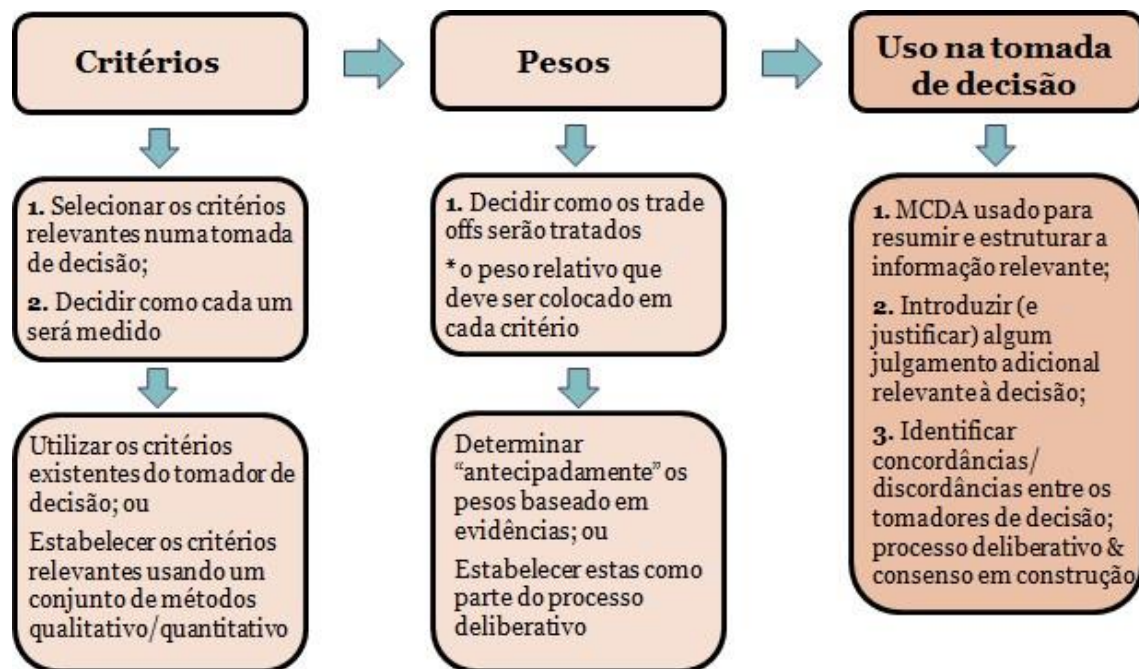 Critérios
1. Selecionar os critérios
relevantes numa tomada
de decisão;
2. Decidir como cada um
será medido
Utilizar os critérios
existentes do tomador de
decisão; ou
Estabelecer os critérios
relevantes usando um
conjunto de métodos
qualitativo/quantitativo
Pesos
1. Decidir como os trade
offs serão tratados
* o peso relativo que
deve ser colocado em
cada critério
Determinar
“antecipadamente” os
pesos baseado em
evidências; ou
Estabelecer estas como
parte do processo
deliberativo
Uso na tomada
de decisão
1. MCDA usado para
resumir e estruturar a
informação relevante;
2. Introduzir (e
justificar) algum
julgamento adicional
relevante à decisão;
3. Identificar
concordâncias/
discordâncias entre os
tomadores de decisão;
processo deliberativo &
consenso em construção